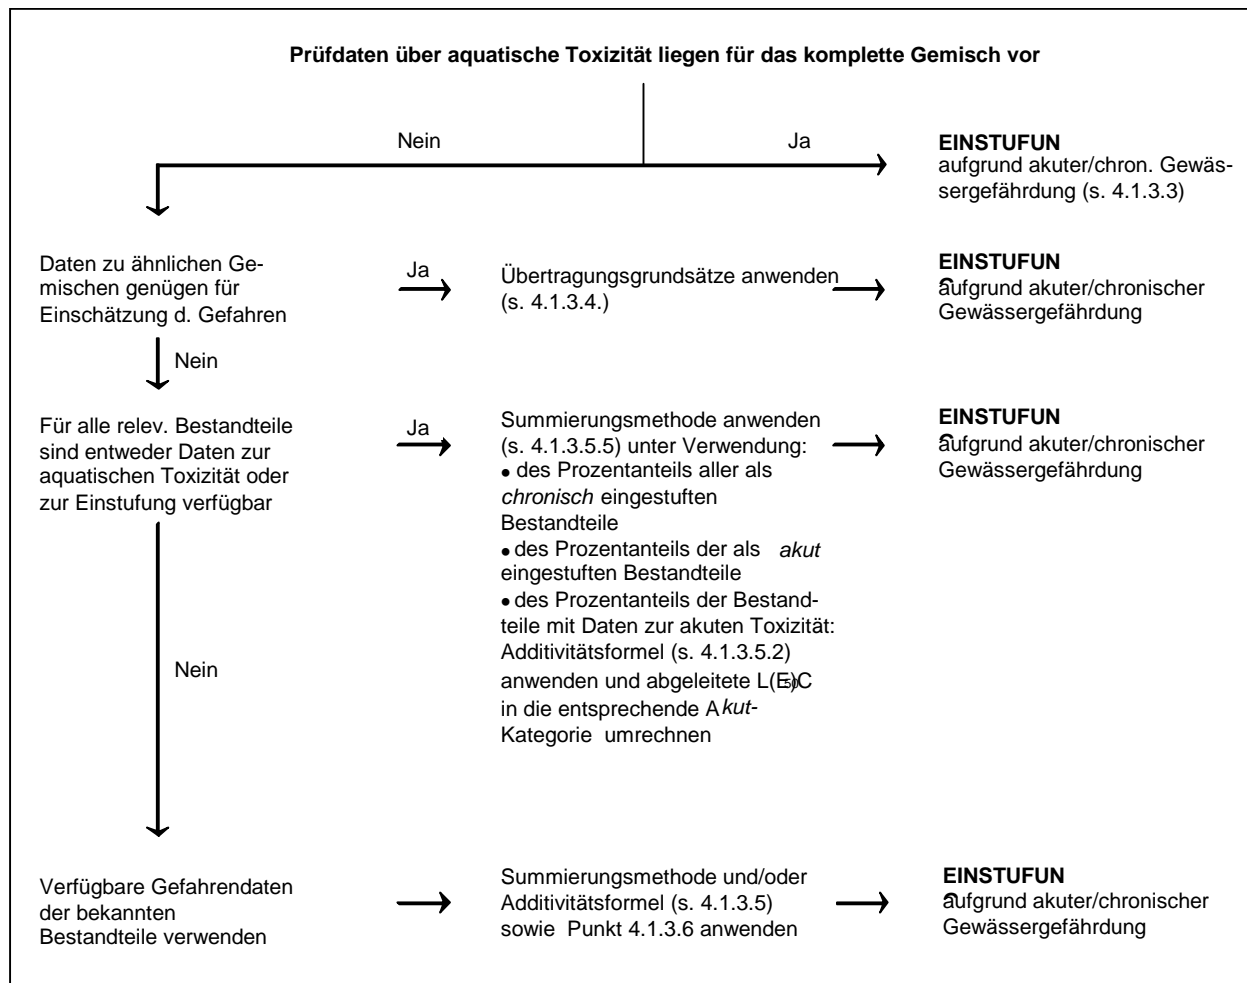 Prüfdaten über aquatische Toxizität liegen für das komplette Gemisch vor
Nein
Ja
EINSTUFUN
aufgrund akuter/chron. Gewäs-
sergefährdung (s. 4.1.3.3)
Daten zu ähnlichen Ge-
mischen genügen für
Einschätzung d. Gefahren
Ja
Übertragungsgrundsätze anwenden
(s. 4.1.3.4.)
EINSTUFUN
aufgrund akuter/chronischer
Gewässergefährdung
Nein
Für alle relev. Bestandteile
sind entweder Daten zur
aquatischen Toxizität oder
zur Einstufung verfügbar
Ja
Summierungsmethode anwenden
(s. 4.1.3.5.5) unter Verwendung:
• des Prozentanteils aller als
chronisch eingestuften
Bestandteile
• des Prozentanteils der als akut
eingestuften Bestandteile
• des Prozentanteils der Bestand-
teile mit Daten zur akuten Toxizität:
Additivitätsformel (s. 4.1.3.5.2)
anwenden und abgeleitete L(E)C50
in die entsprechende Akut-
Kategorie umrechnen
EINSTUFUN
aufgrund akuter/chronischer
Gewässergefährdung
Nein
Verfügbare Gefahrendaten
der bekannten
Bestandteile verwenden
Summierungsmethode und/oder
Additivitätsformel (s. 4.1.3.5)
sowie Punkt 4.1.3.6 anwenden
EINSTUFUN
aufgrund akuter/chronischer
Gewässergefährdung